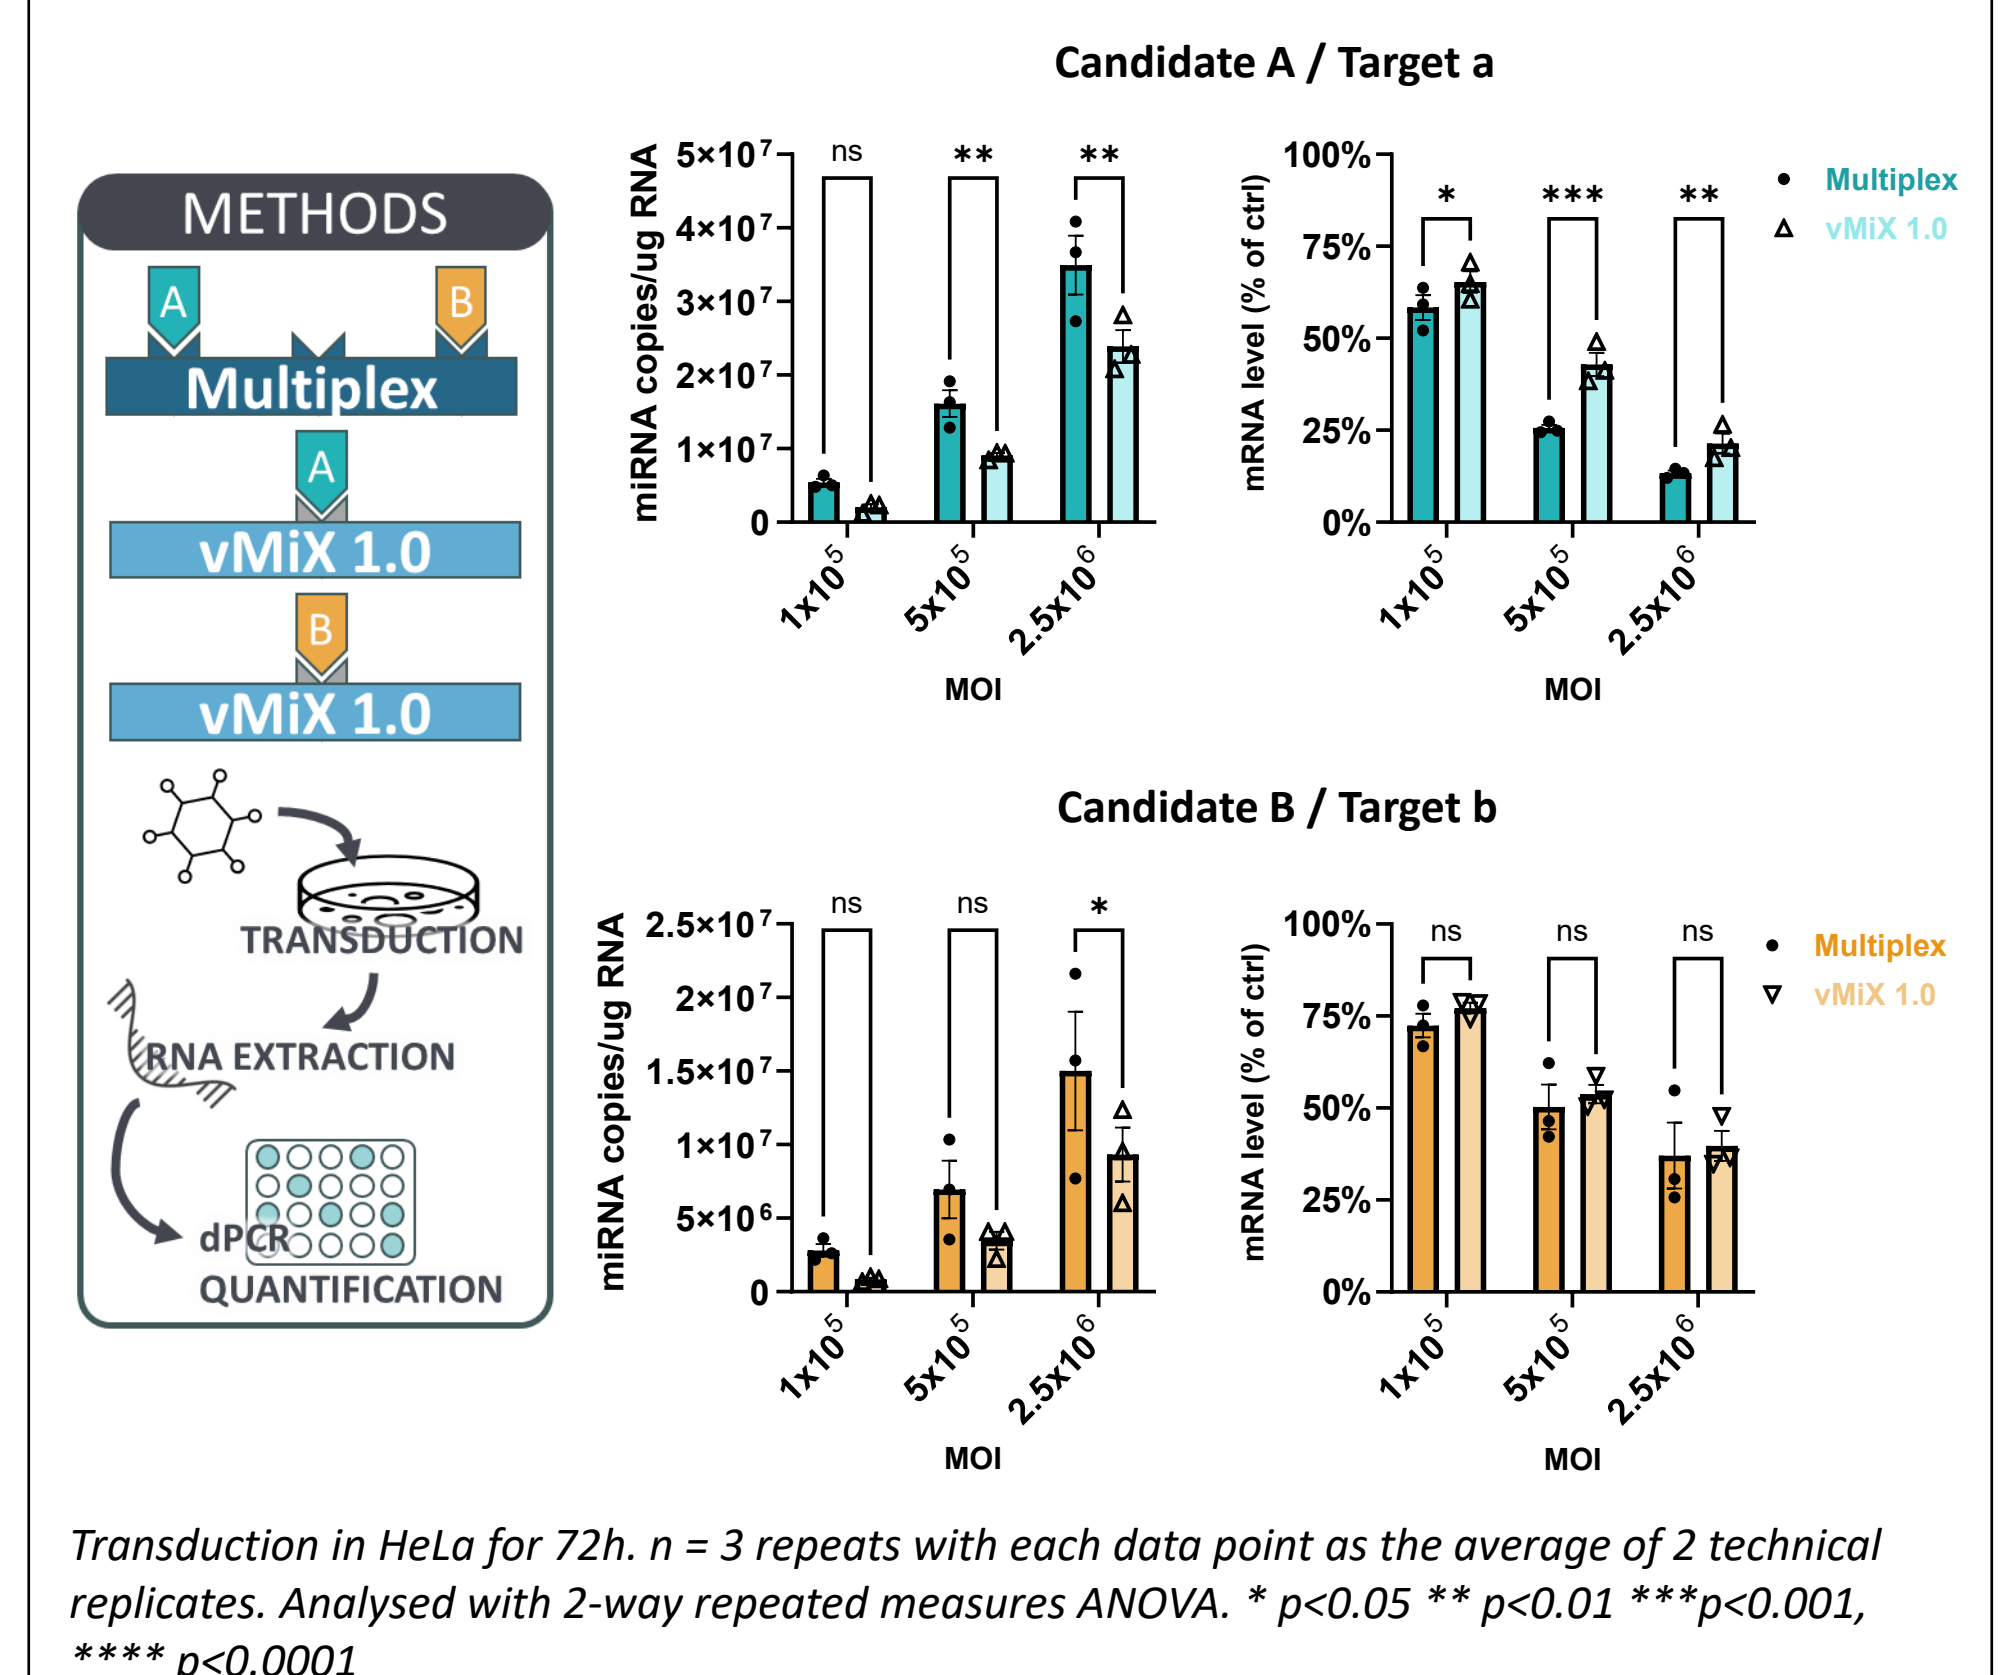 METHODS
A
B
Multiplex
A
vMiX 1.0
B
vMiX 1.0
TRANSDUCTION
RNA EXTRACTION
dPCR
QUANTIFICATION
Candidate A / Target a
miRNA copies/ug RNA
5×10⁷
4×10⁷
3×10⁷
2×10⁷
1×10⁷
0
ns
**
**
1x10⁵
5x10⁵
2.5x10⁶
MOI
mRNA level (% of ctrl)
100%
75%
50%
25%
0%
*
***
**
1x10⁵
5x10⁵
2.5x10⁶
MOI
Multiplex
vMiX 1.0
Candidate B / Target b
miRNA copies/ug RNA
2.5×10⁷
2×10⁷
1.5×10⁷
1×10⁷
5×10⁶
0
ns
ns
*
1x10⁵
5x10⁵
2.5x10⁶
MOI
mRNA level (% of ctrl)
100%
75%
50%
25%
0%
ns
ns
ns
1x10⁵
5x10⁵
2.5x10⁶
MOI
Multiplex
vMiX 1.0
Transduction in HeLa for 72h. n = 3 repeats with each data point as the average of 2 technical
replicates. Analysed with 2-way repeated measures ANOVA. * p<0.05 ** p<0.01 ***p<0.001,
**** p<0.0001